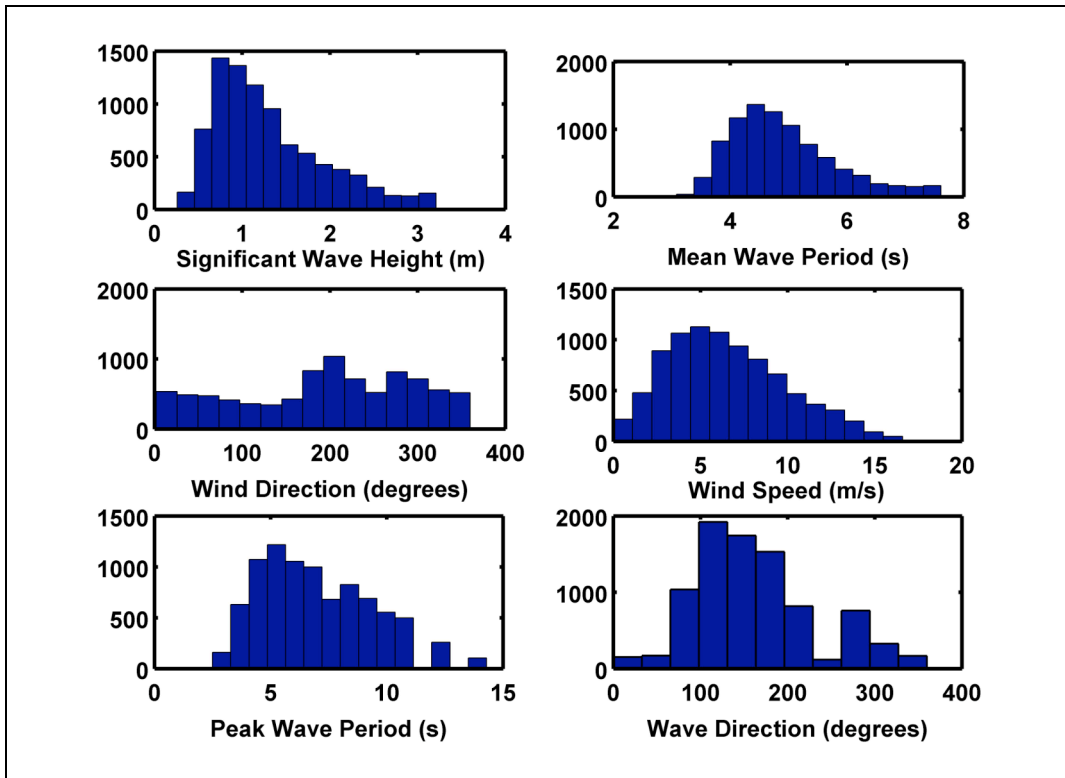 1500
1000
500
0
0 1 2 3 4
Significant Wave Height (m)
2000
1000
0
2 4 6 8
Mean Wave Period (s)
2000
1000
0
0 100 200 300 400
Wind Direction (degrees)
1500
1000
500
0
0 5 10 15 20
Wind Speed (m/s)
1500
1000
500
0
0 5 10 15
Peak Wave Period (s)
2000
1000
0
0 100 200 300 400
Wave Direction (degrees)